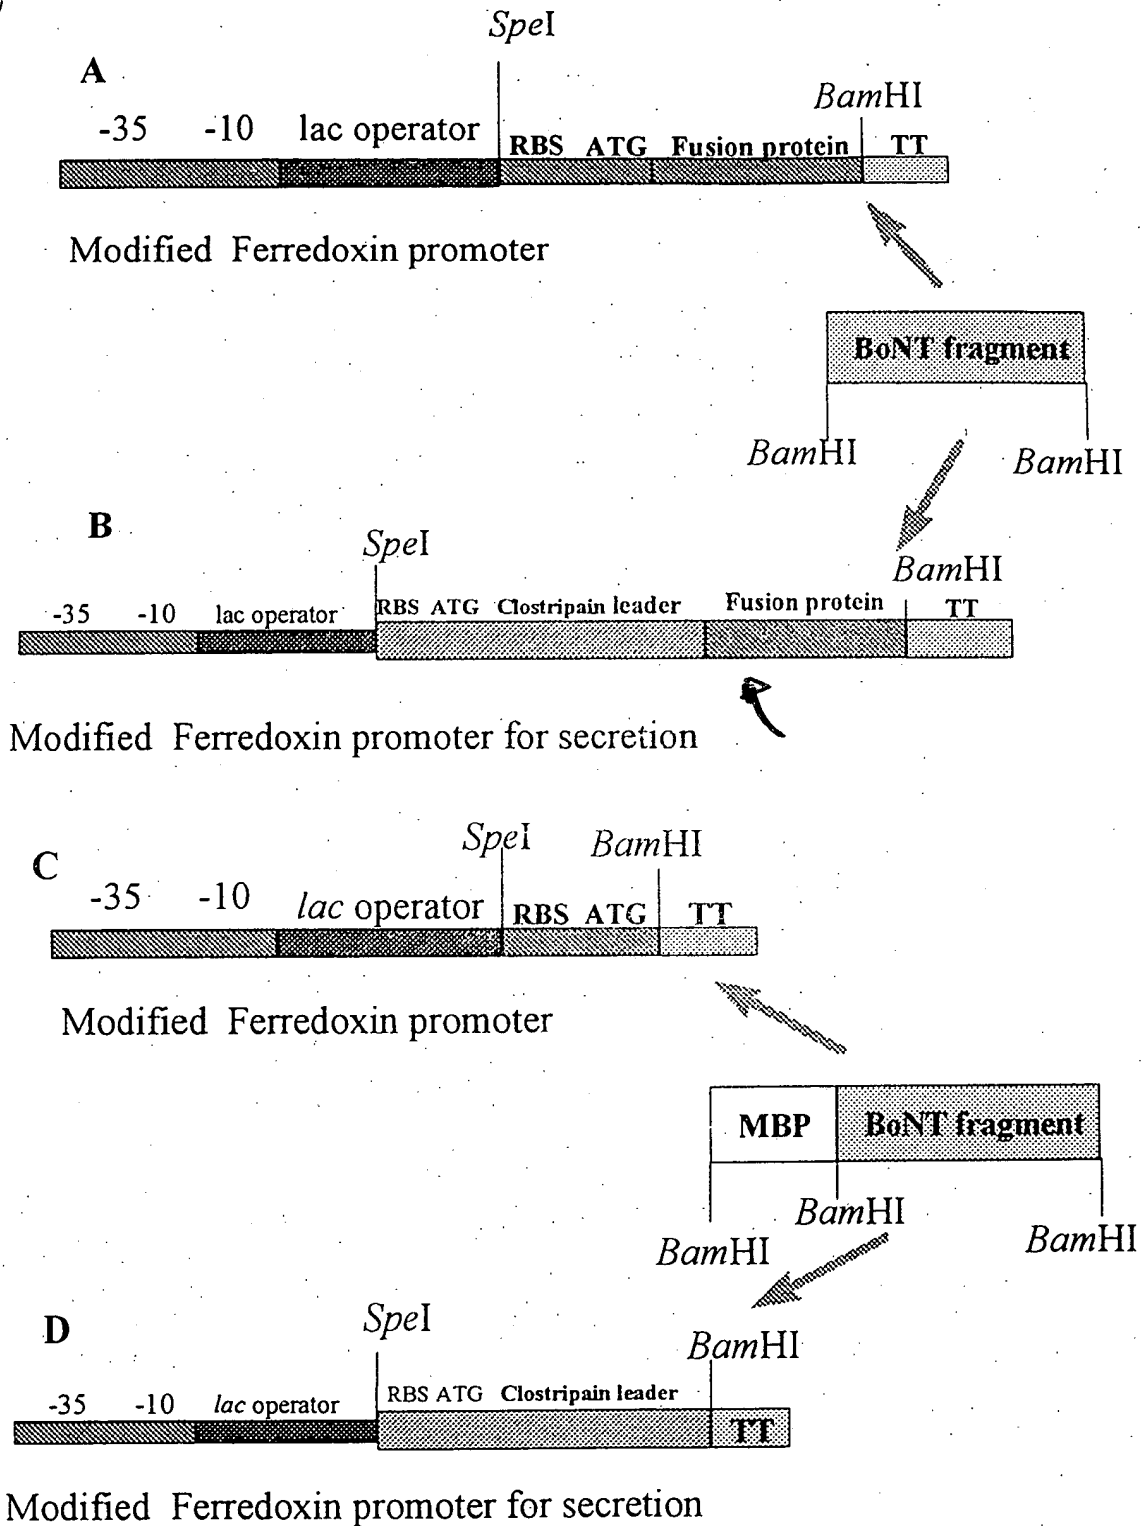 SpeI
A
BamHI
-35 -10 lac operator RBS ATG Fusion protein TT
Modified Ferredoxin promoter
BoNT fragment
BamHI BamHI
B
SpeI
BamHI
-35 -10 lac operator RBS ATG Clostripain leader Fusion protein TT
Modified Ferredoxin promoter for secretion
SpeI BamHI
C
-35 -10 lac operator RBS ATG TT
Modified Ferredoxin promoter
MBP BoNT fragment
BamHI
BamHI BamHI
SpeI
D
BamHI
-35 -10 lac operator RBS ATG Clostripain leader
TT
Modified Ferredoxin promoter for secretion